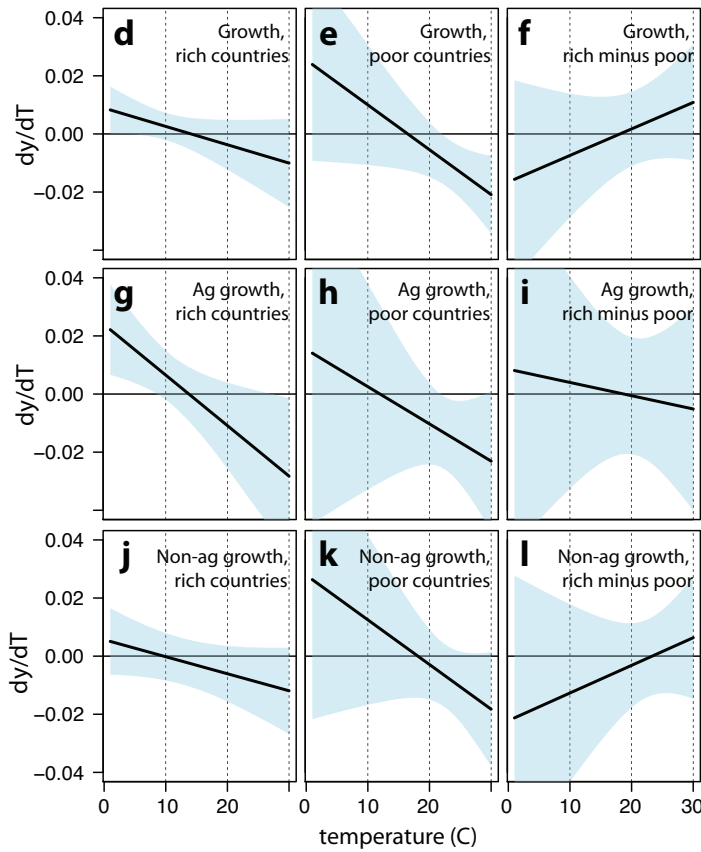 d
Growth,
rich countries
e
Growth,
poor countries
f
Growth,
rich minus poor
0.04
0.02
0.00
−0.02
dy/dT
g
Ag growth,
rich countries
h
Ag growth,
poor countries
i
Ag growth,
rich minus poor
0.04
0.02
0.00
−0.02
dy/dT
j
Non-ag growth,
rich countries
k
Non-ag growth,
poor countries
l
Non-ag growth,
rich minus poor
0.04
0.02
0.00
−0.02
−0.04
dy/dT
0 10 20 0 10 20 0 10 20 30
temperature (C)